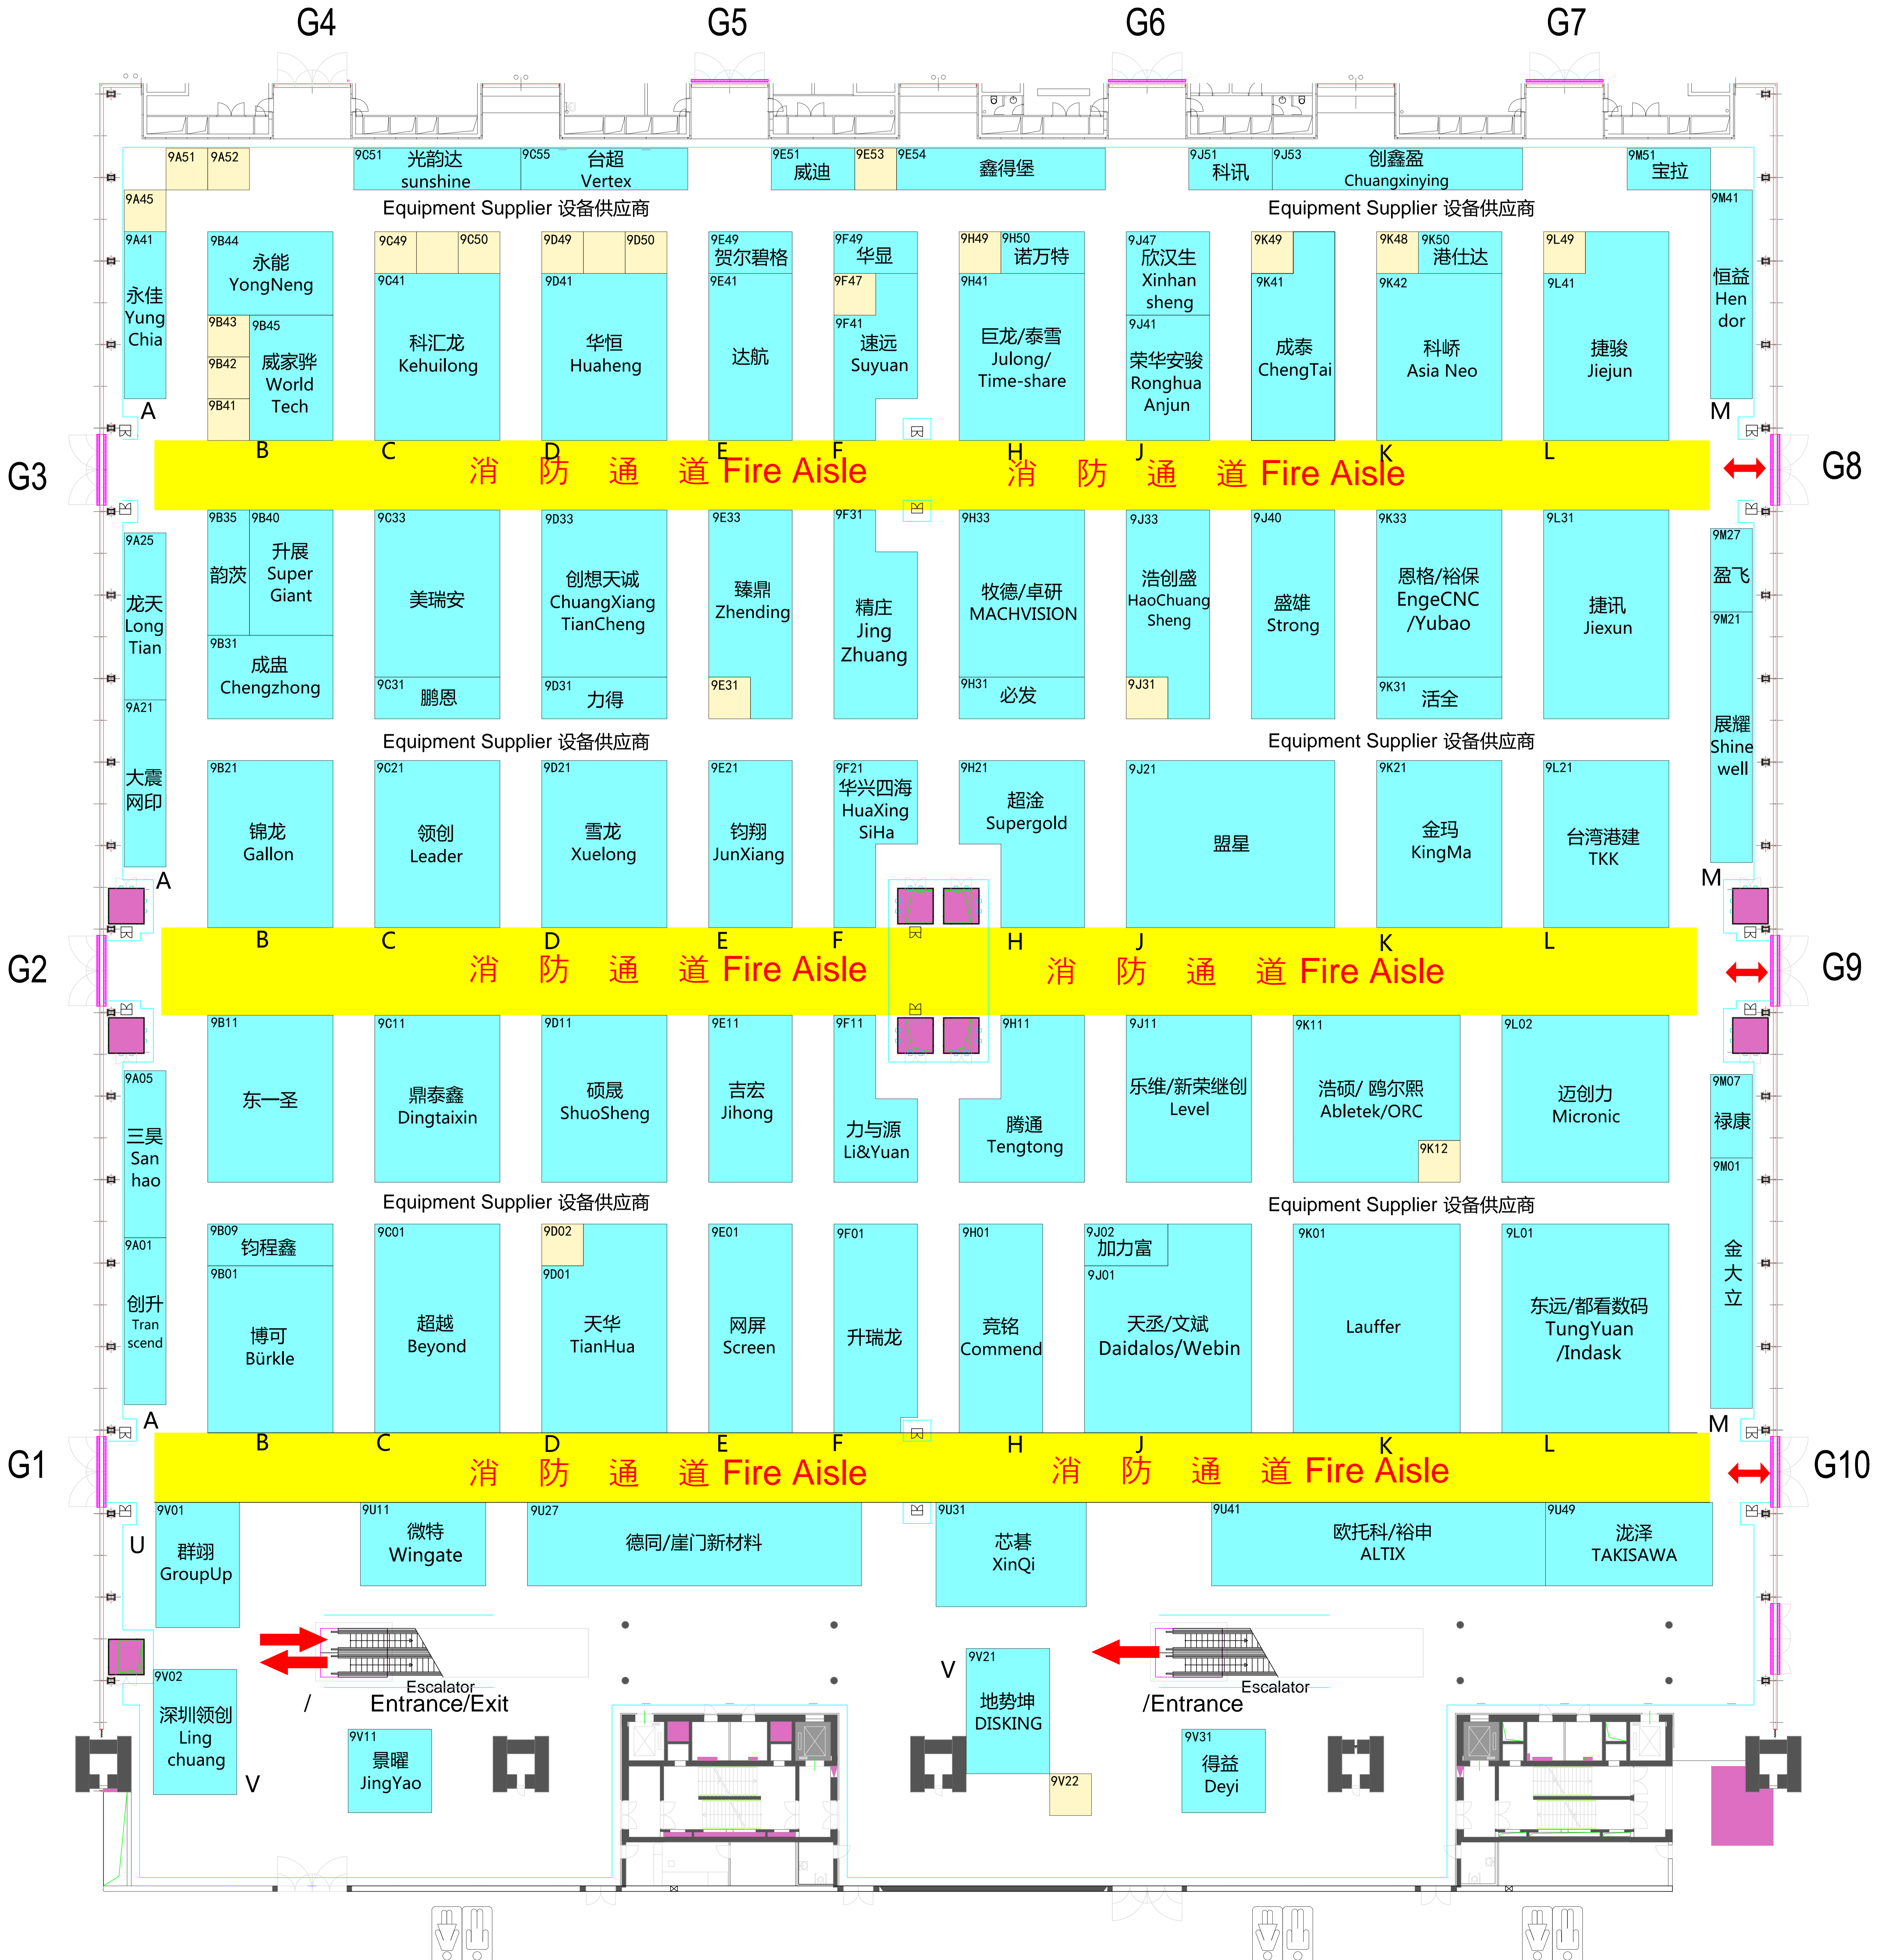 G4
G5
G6
G7
9A51
9A52
9C51
光韵达
sunshine
9C55
台超
Vertex
9E51
威迪
9E53
9E54
鑫得堡
9J51
科讯
9J53
创鑫盈
Chuangxinying
9M51
宝拉
9A45
Equipment Supplier 设备供应商
Equipment Supplier 设备供应商
9M41
恒益
Hen
dor
9A41
永佳
Yung
Chia
9B44
永能
YongNeng
9B43
9B42
9B41
9B45
威家骅
World
Tech
9C49
9C50
9C41
科汇龙
Kehuilong
9D49
9D50
9D41
华恒
Huaheng
9E49
贺尔碧格
9E41
达航
9F49
华显
9F47
9F41
速远
Suyuan
9H49
9H50
诺万特
9H41
巨龙/泰雪
Julong/
Time-share
9J47
欣汉生
Xinhan
sheng
9J41
荣华安骏
Ronghua
Anjun
9K49
9K41
成泰
ChengTai
9K48
9K50
港仕达
9K42
科峤
Asia Neo
9L49
9L41
捷骏
Jiejun
A
M
B
C
D
E
F
H
J
K
L
G3
消 防 通 道 Fire Aisle
消 防 通 道 Fire Aisle
G8
9A25
龙天
Long
Tian
9B35
韵茨
9B40
升展
Super
Giant
9B31
成盅
Chengzhong
9C33
美瑞安
9C31
鹏恩
9D33
创想天诚
ChuangXiang
TianCheng
9D31
力得
9E33
臻鼎
Zhending
9E31
9F31
精庄
Jing
Zhuang
9H33
牧德/卓研
MACHVISION
9H31
必发
9J33
浩创盛
HaoChuang
Sheng
9J31
9J40
盛雄
Strong
9K33
恩格/裕保
EngeCNC
/Yubao
9K31
活全
9L31
捷讯
Jiexun
9M27
盈飞
9M21
展耀
Shine
well
9A21
大震
网印
Equipment Supplier 设备供应商
Equipment Supplier 设备供应商
9B21
锦龙
Gallon
9C21
领创
Leader
9D21
雪龙
Xuelong
9E21
钧翔
JunXiang
9F21
华兴四海
HuaXing
SiHa
9H21
超淦
Supergold
9J21
盟星
9K21
金玛
KingMa
9L21
台湾港建
TKK
A
M
B
C
D
E
F
H
J
K
L
G2
消 防 通 道 Fire Aisle
消 防 通 道 Fire Aisle
G9
9A05
三昊
San
hao
9B11
东一圣
9C11
鼎泰鑫
Dingtaixin
9D11
硕晟
ShuoSheng
9E11
吉宏
Jihong
9F11
力与源
Li&Yuan
9H11
腾通
Tengtong
9J11
乐维/新荣继创
Level
9K11
浩硕/ 鸥尔熙
Abletek/ORC
9K12
9L02
迈创力
Micronic
9M07
禄康
9M01
金
大
立
Equipment Supplier 设备供应商
Equipment Supplier 设备供应商
9A01
创升
Tran
scend
9B09
钧程鑫
9B01
博可
Bürkle
9C01
超越
Beyond
9D02
9D01
天华
TianHua
9E01
网屏
Screen
9F01
升瑞龙
9H01
竞铭
Commend
9J02
加力富
9J01
天丞/文斌
Daidalos/Webin
9K01
Lauffer
9L01
东远/都看数码
TungYuan
/Indask
A
M
B
C
D
E
F
H
J
K
L
G1
消 防 通 道 Fire Aisle
消 防 通 道 Fire Aisle
G10
U
9V01
群翊
GroupUp
9U11
微特
Wingate
9U27
德同/崖门新材料
9U31
芯碁
XinQi
9U41
欧托科/裕申
ALTIX
9U49
泷泽
TAKISAWA
9V02
深圳领创
Ling
chuang
V
Escalator
/ Entrance/Exit
9V11
景曜
JingYao
V
9V21
地势坤
DISKING
9V22
Escalator
/Entrance
9V31
得益
Deyi